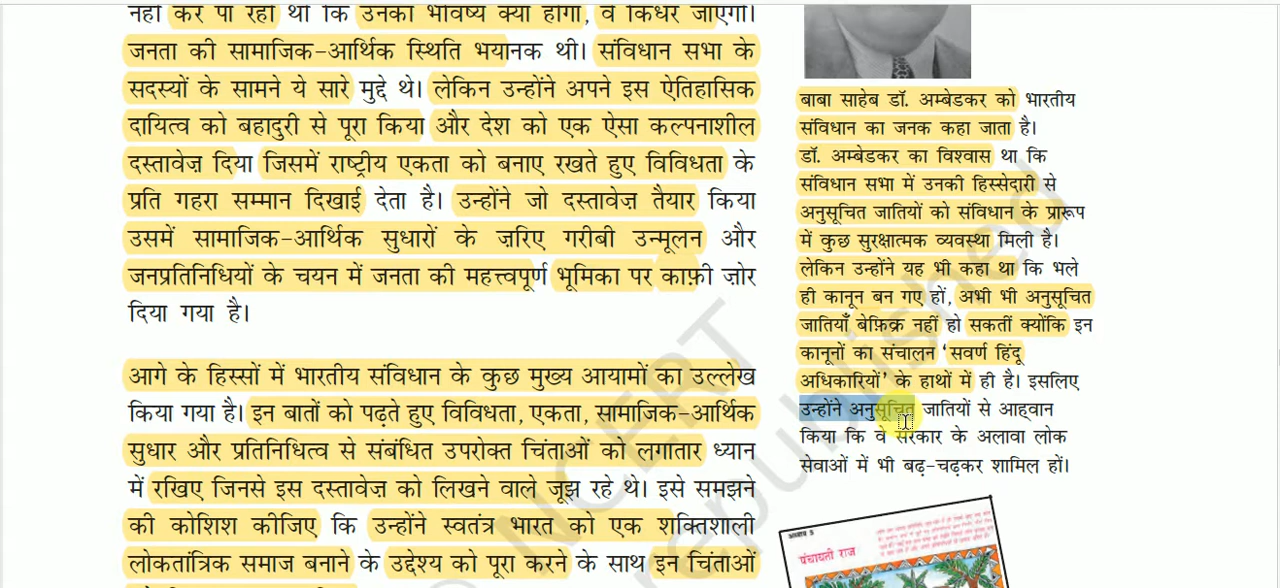 नहीं कर पा रहा था कि उनका भविष्य क्या होगा, वे किधर जाएँगी।
जनता की सामाजिक-आर्थिक स्थिति भयानक थी। संविधान सभा के
सदस्यों के सामने ये सारे मुद्दे थे। लेकिन उन्होंने अपने इस ऐतिहासिक
दायित्व को बहादुरी से पूरा किया और देश को एक ऐसा कल्पनाशील
दस्तावेज़ दिया जिसमें राष्ट्रीय एकता को बनाए रखते हुए विविधता के
प्रति गहरा सम्मान दिखाई देता है। उन्होंने जो दस्तावेज़ तैयार किया
उसमें सामाजिक-आर्थिक सुधारों के ज़रिए गरीबी उन्मूलन और
जनप्रतिनिधियों के चयन में जनता की महत्त्वपूर्ण भूमिका पर काफ़ी ज़ोर
दिया गया है।
आगे के हिस्सों में भारतीय संविधान के कुछ मुख्य आयामों का उल्लेख
किया गया है। इन बातों को पढ़ते हुए विविधता, एकता, सामाजिक-आर्थिक
सुधार और प्रतिनिधित्व से संबंधित उपरोक्त चिंताओं को लगातार ध्यान
में रखिए जिनसे इस दस्तावेज़ को लिखने वाले जूझ रहे थे। इसे समझने
की कोशिश कीजिए कि उन्होंने स्वतंत्र भारत को एक शक्तिशाली
लोकतांत्रिक समाज बनाने के उद्देश्य को पूरा करने के साथ इन चिंताओं
बाबा साहेब डॉ. अम्बेडकर को भारतीय
संविधान का जनक कहा जाता है।
डॉ. अम्बेडकर का विश्वास था कि
संविधान सभा में उनकी हिस्सेदारी से
अनुसूचित जातियों को संविधान के प्रारूप
में कुछ सुरक्षात्मक व्यवस्था मिली है।
लेकिन उन्होंने यह भी कहा था कि भले
ही कानून बन गए हों, अभी भी अनुसूचित
जातियाँ बेफ़िक्र नहीं हो सकतीं क्योंकि इन
कानूनों का संचालन 'सवर्ण हिंदू
अधिकारियों' के हाथों में ही है। इसलिए
उन्होंने अनुसूचित जातियों से आह्वान
किया कि वे सरकार के अलावा लोक
सेवाओं में भी बढ़-चढ़कर शामिल हों।
अध्याय 5
पंचायती राज
NCERT
republished